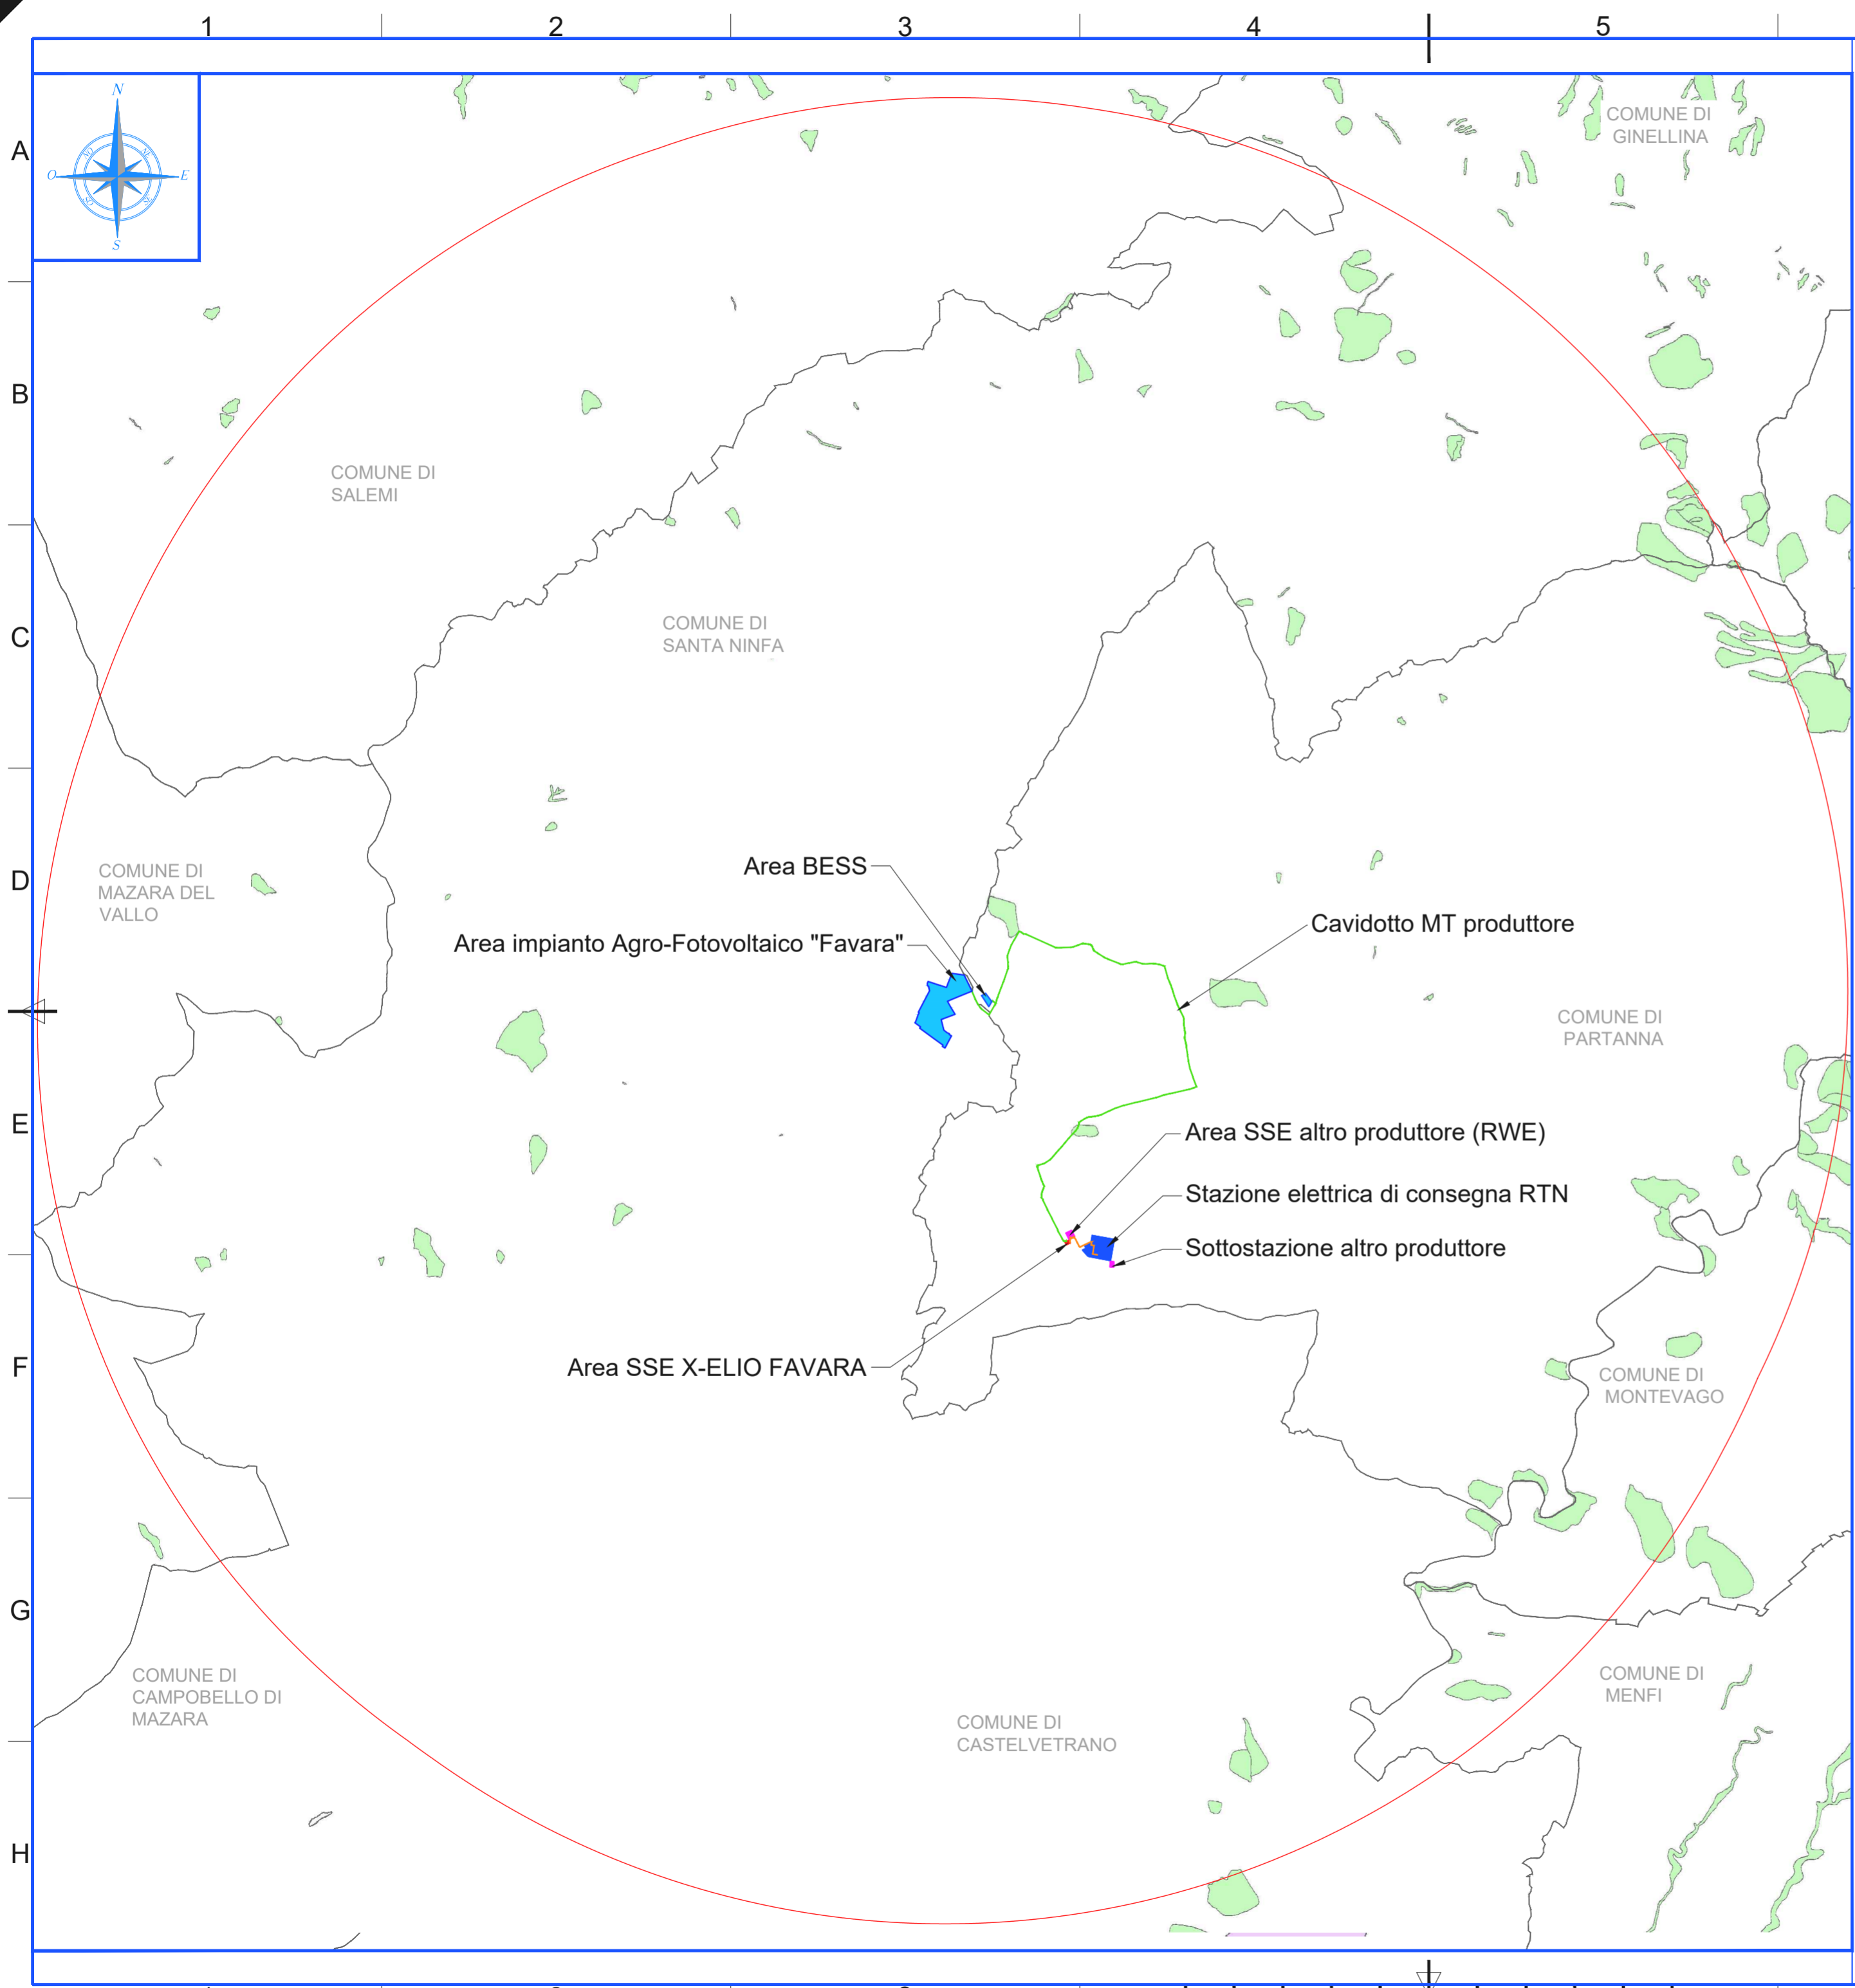 1 2 3 4 5
A
B
C
D
E
F
G
H
N
NO NE
O E
S
COMUNE DI
GINELLINA
COMUNE DI
SALEMI
COMUNE DI
SANTA NINFA
COMUNE DI
MAZARA DEL
VALLO
Area BESS
Area impianto Agro-Fotovoltaico "Favara"
Cavidotto MT produttore
COMUNE DI
PARTANNA
Area SSE altro produttore (RWE)
Stazione elettrica di consegna RTN
Sottostazione altro produttore
Area SSE X-ELIO FAVARA
COMUNE DI
MONTEVAGO
COMUNE DI
CAMPOBELLO DI
MAZARA
COMUNE DI
CASTELVETRANO
COMUNE DI
MENFI